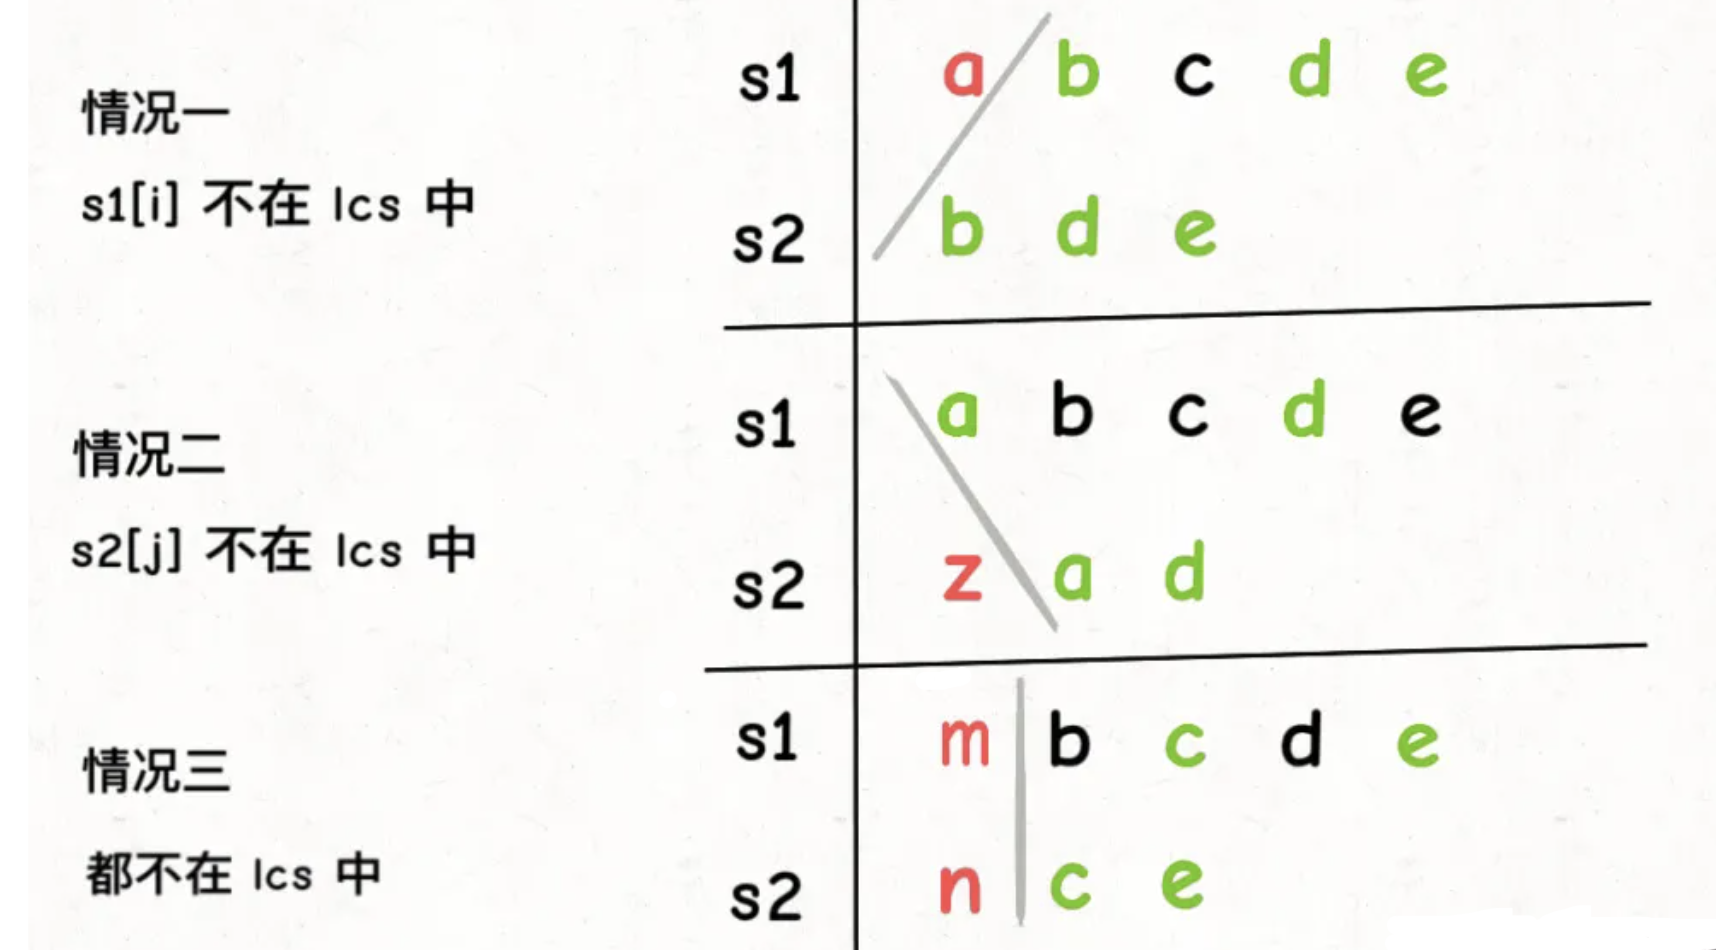 情况一
s1[i] 不在 lcs 中
s1 a b c d e
s2 b d e
情况二
s2[j] 不在 lcs 中
s1 a b c d e
s2 z a d
情况三
都不在 lcs 中
s1 m b c d e
s2 n c e